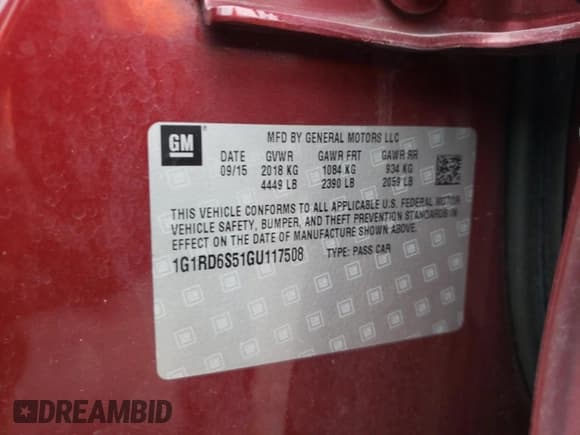 GM ®
MFD BY GENERAL MOTORS LLC
DATE GVWR GAWR FRT GAWR RR
09/15 2018 KG 1084 KG 934 KG
4449 LB 2390 LB 2059 LB
THIS VEHICLE CONFORMS TO ALL APPLICABLE U.S. FEDERAL MOTOR
VEHICLE SAFETY, BUMPER, AND THEFT PREVENTION STANDARDS IN
EFFECT ON THE DATE OF MANUFACTURE SHOWN ABOVE.
1G1RD6S51GU117508 TYPE: PASS CAR
DREAMBID